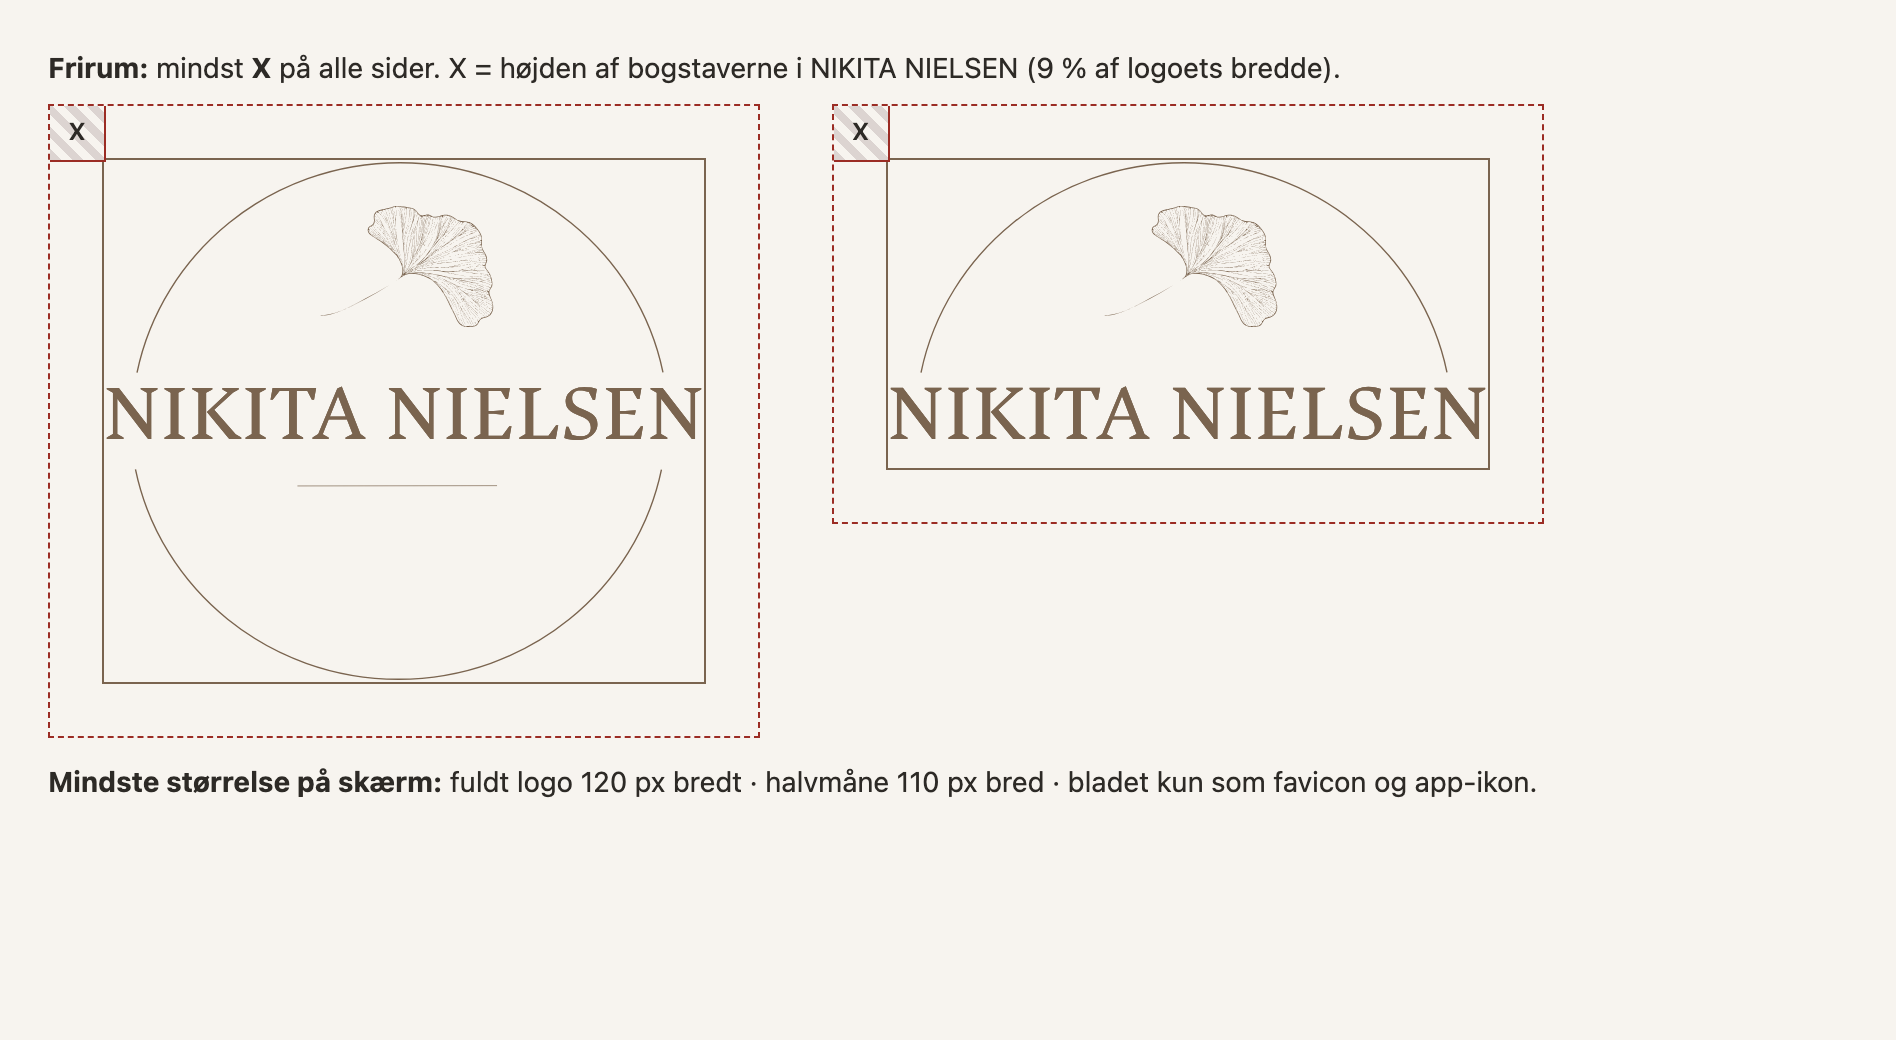 Frirum: mindst X på alle sider. X = højden af bogstaverne i NIKITA NIELSEN (9 % af logoets bredde).
X
NIKITA NIELSEN
X
NIKITA NIELSEN
Mindste størrelse på skærm: fuldt logo 120 px bredt · halvmåne 110 px bred · bladet kun som favicon og app-ikon.